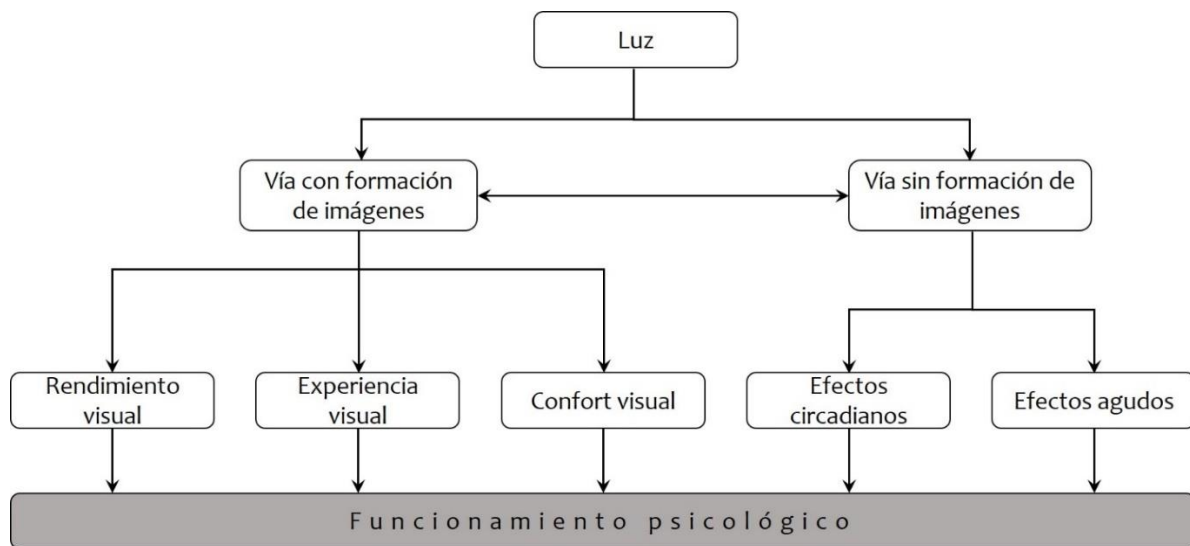 Luz
Vía con formación
de imágenes
Vía sin formación de
imágenes
Rendimiento
visual
Experiencia
visual
Confort visual
Efectos
circadianos
Efectos agudos
Funcionamiento psicológico